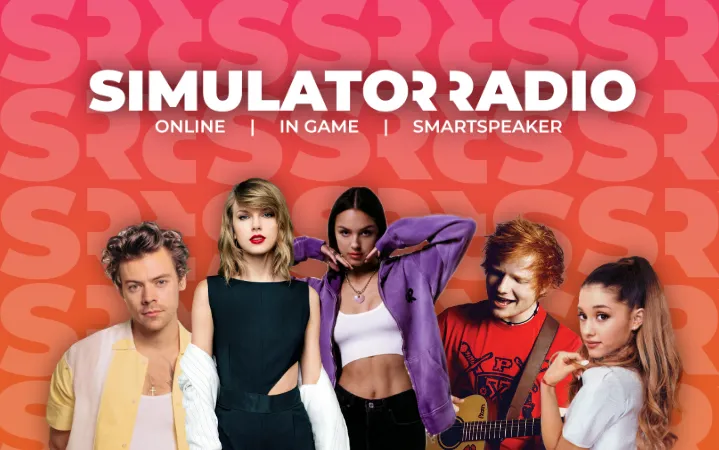 SIMULATOR RADIO
ONLINE | IN GAME | SMARTSPEAKER